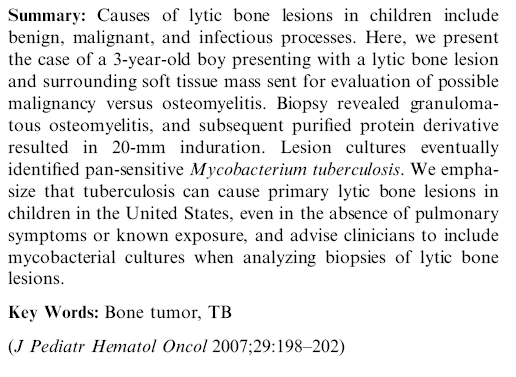 Summary: Causes of lytic bone lesions in children include
benign, malignant, and infectious processes. Here, we present
the case of a 3-year-old boy presenting with a lytic bone lesion
and surrounding soft tissue mass sent for evaluation of possible
malignancy versus osteomyelitis. Biopsy revealed granuloma-
tous osteomyelitis, and subsequent purified protein derivative
resulted in 20-mm induration. Lesion cultures eventually
identified pan-sensitive Mycobacterium tuberculosis. We empha-
size that tuberculosis can cause primary lytic bone lesions in
children in the United States, even in the absence of pulmonary
symptoms or known exposure, and advise clinicians to include
mycobacterial cultures when analyzing biopsies of lytic bone
lesions.
Key Words: Bone tumor, TB
(J Pediatr Hematol Oncol 2007;29:198–202)